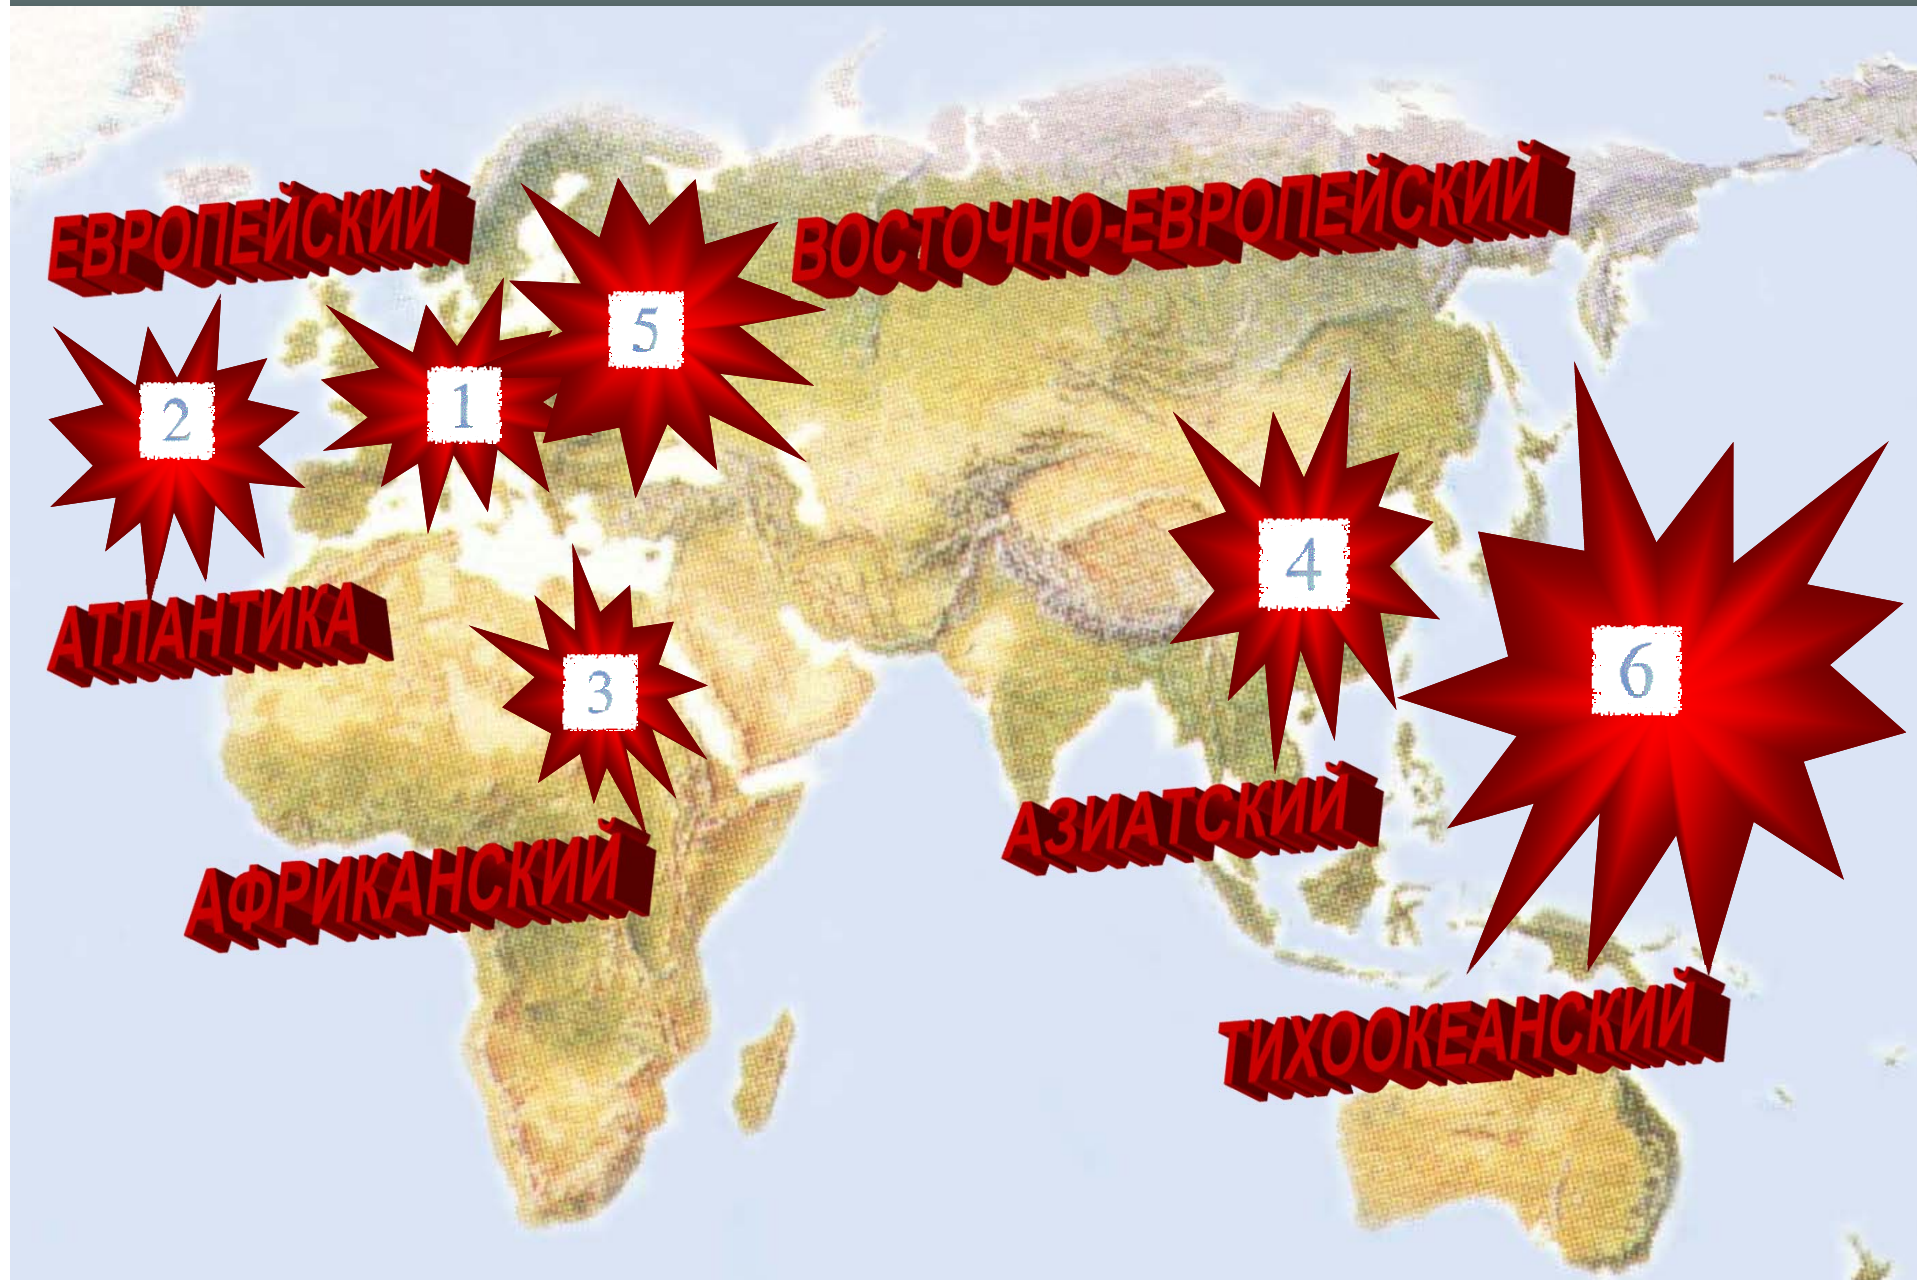 ЕВРОПЕЙСКИЙ
ВОСТОЧНО-ЕВРОПЕЙСКИЙ
5
1
2
4
АТЛАНТИКА
6
3
АЗИАТСКИЙ
АФРИКАНСКИЙ
ТИХООКЕАНСКИЙ